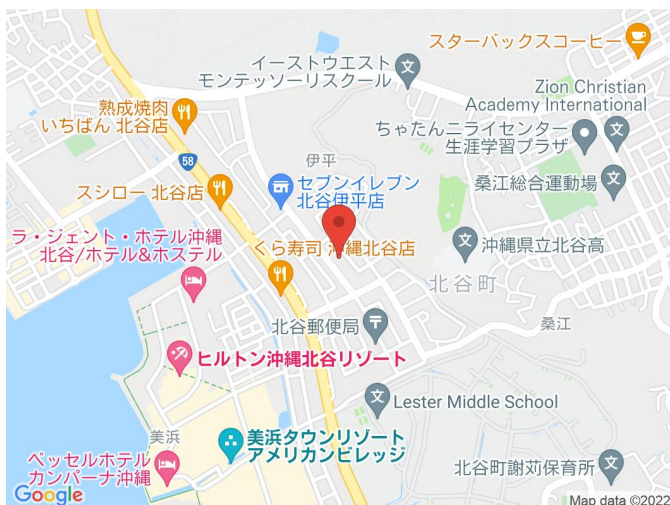 スターバックスコーヒー
イーストウエスト
モンテッソーリスクール
Zion Christian
Academy International
熟成焼肉
いちばん 北谷店
ちゃたんニライセンター
生涯学習プラザ
58
伊平
スシロー 北谷店
セブンイレブン
北谷伊平店
桑江総合運動場
ラ・ジェント・ホテル沖縄
北谷/ホテル&ホステル
くら寿司 沖縄北谷店
沖縄県立北谷高
北谷町
北谷郵便局
桑江
ヒルトン沖縄北谷リゾート
Lester Middle School
美浜
美浜タウンリゾート
アメリカンビレッジ
ベッセルホテル
カンパーナ沖縄
北谷町謝苅保育所
Google
Map data ©2022